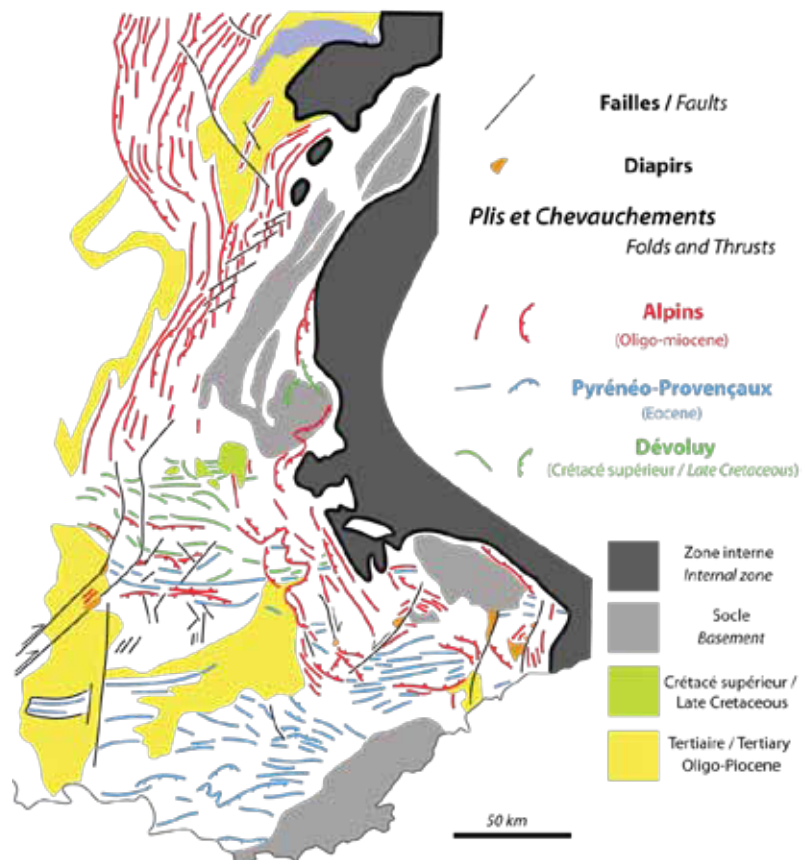 Failles / Faults
Diapirs
Plis et Chevauchements
Folds and Thrusts
Alpins
(Oligo-miocene)
Pyrénéo-Provençaux
(Eocene)
Dévoluy
(Crétacé supérieur / Late Cretaceous)
Zone interne
Internal zone
Socle
Basement
Crétacé supérieur /
Late Cretaceous
Tertiaire / Tertiary
Oligo-Plocene
50 km